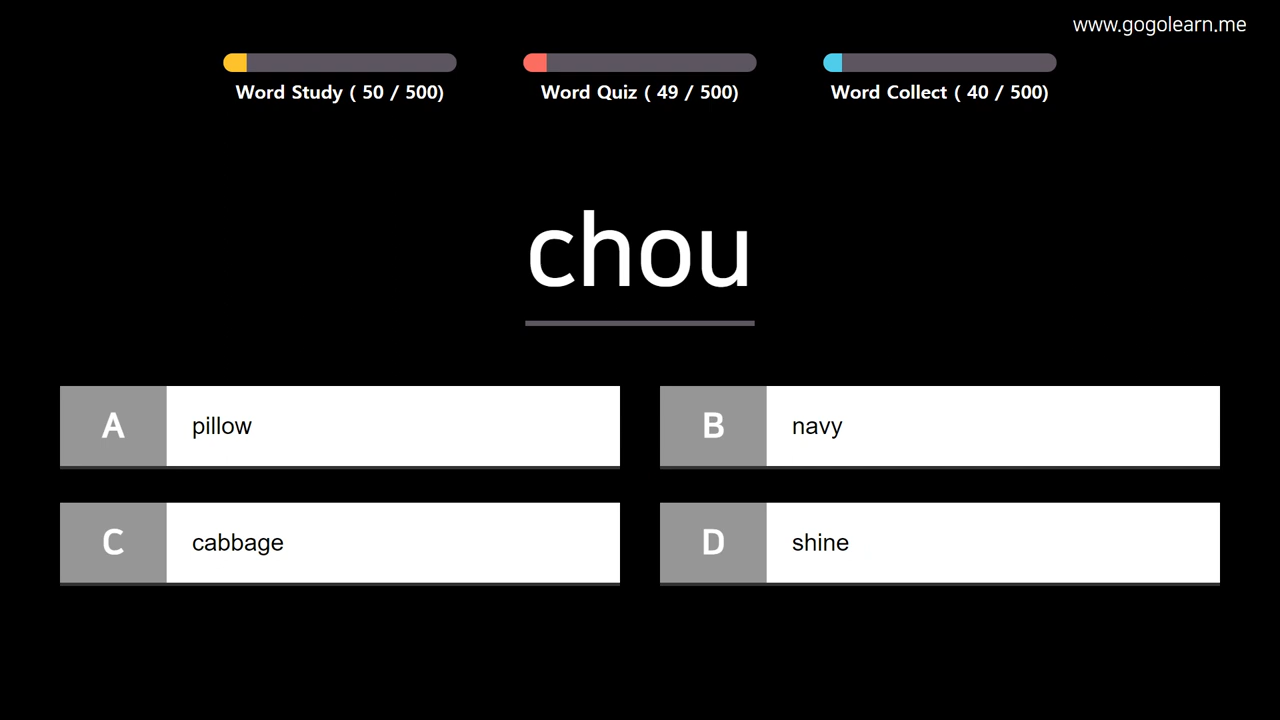 www.gogolearn.me
Word Study ( 50 / 500)
Word Quiz ( 49 / 500)
Word Collect ( 40 / 500)
chou
A pillow
B navy
C cabbage
D shine